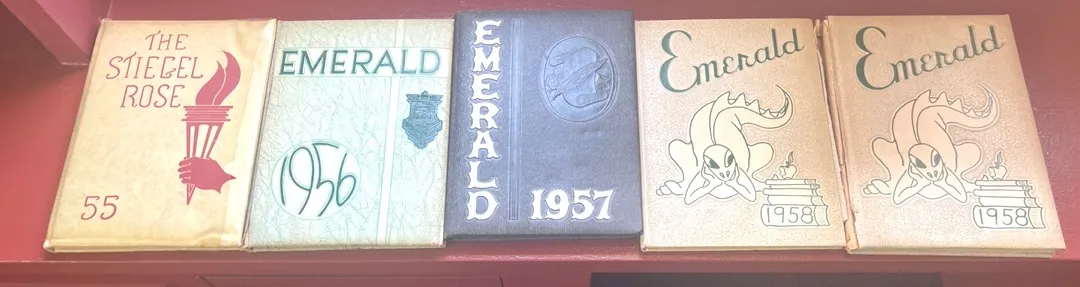 THE
STIEGEL
ROSE
55
EMERALD
1956
EMERALD
1957
Emerald
1958
Emerald
1958